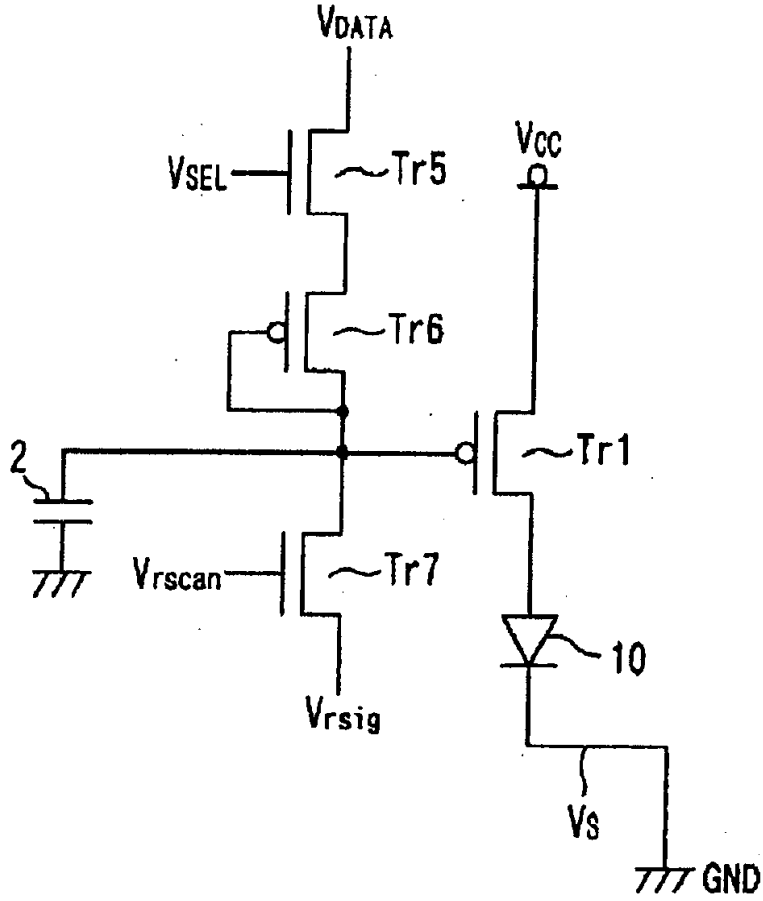 VDATA
VCC
VSEL
Tr5
Tr6
2
Tr1
Vrscan
Tr7
10
Vrsig
VS
GND